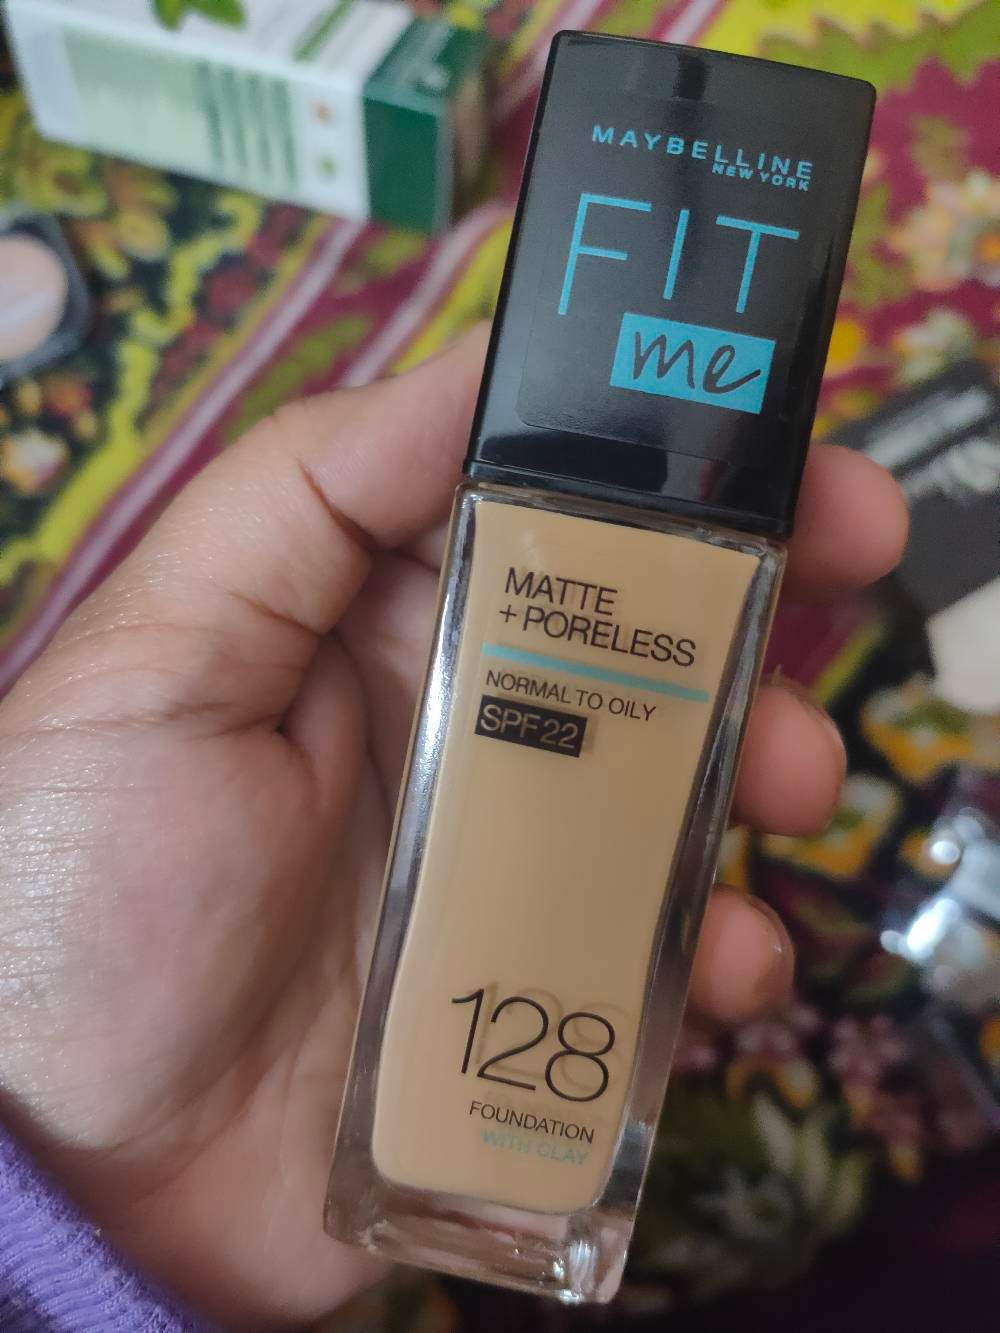 MAYBELLINE
NEW YORK
FIT
me
MATTE
+ PORELESS
NORMAL TO OILY
SPF 22
128
FOUNDATION
WITH CLAY